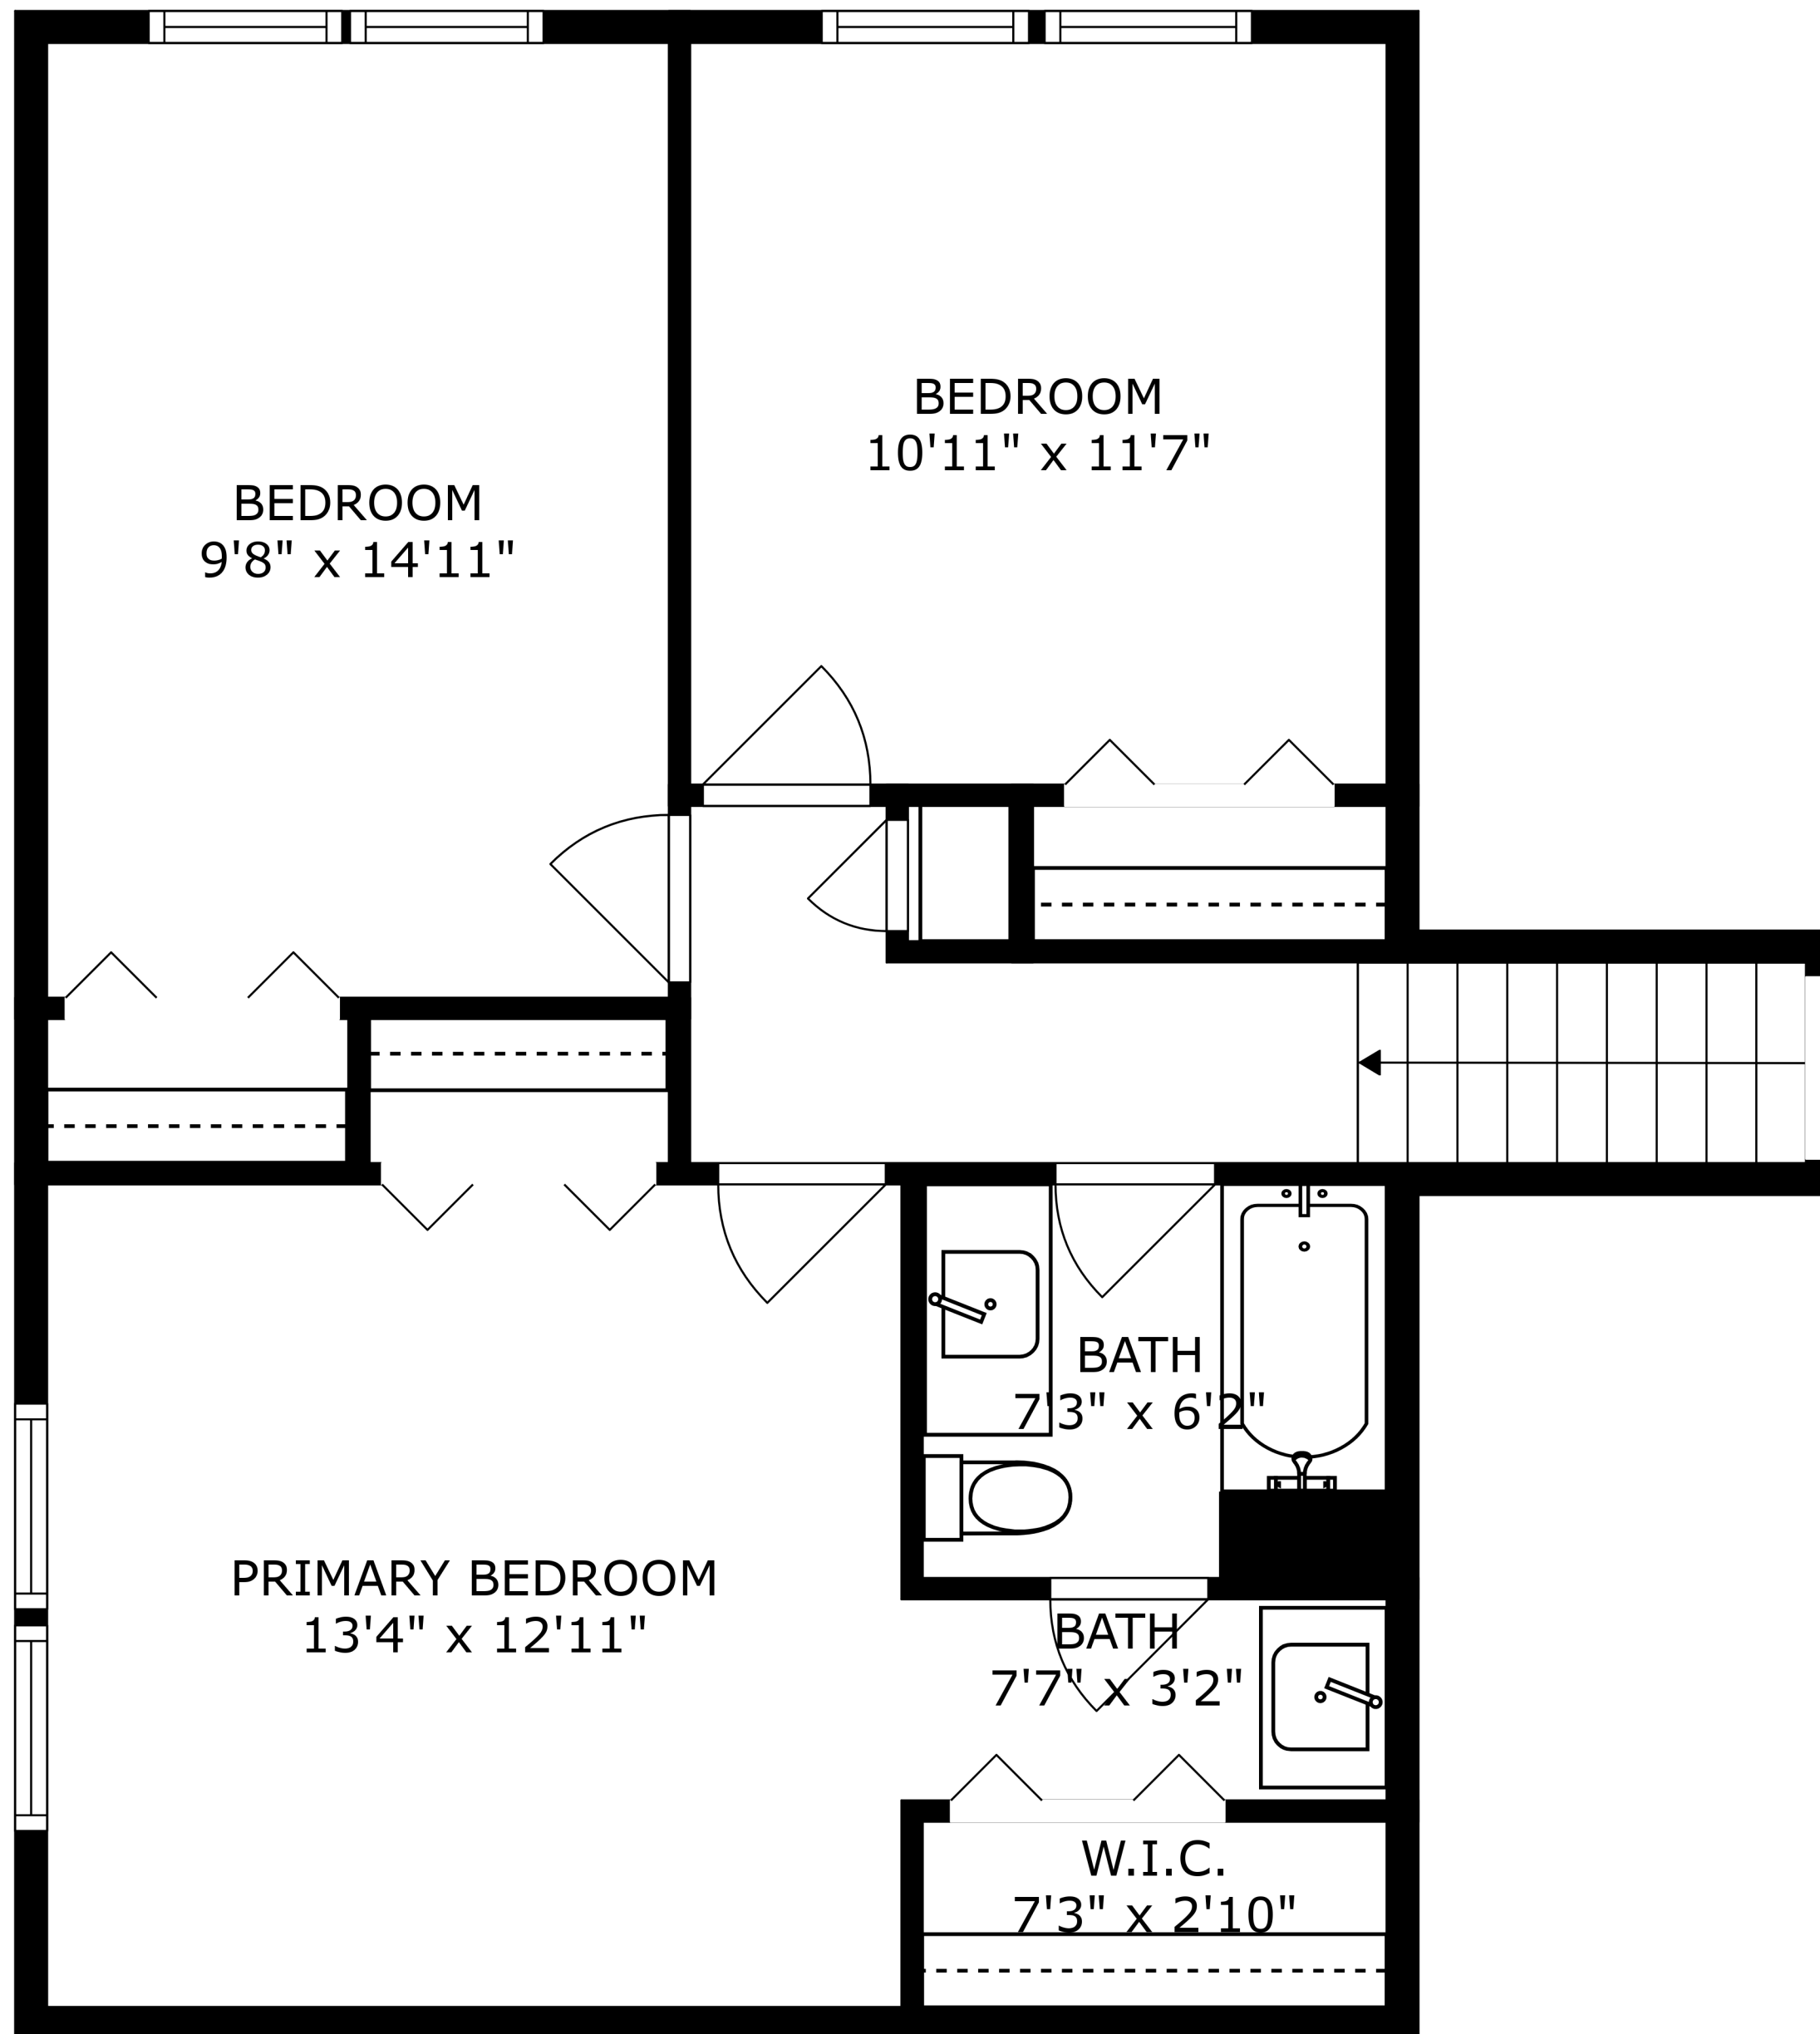 BEDROOM
10'11" x 11'7"
BEDROOM
9'8" x 14'11"
BATH
7'3" x 6'2"
PRIMARY BEDROOM
13'4" x 12'11"
BATH
7'7" x 3'2"
W.I.C.
7'3" x 2'10"